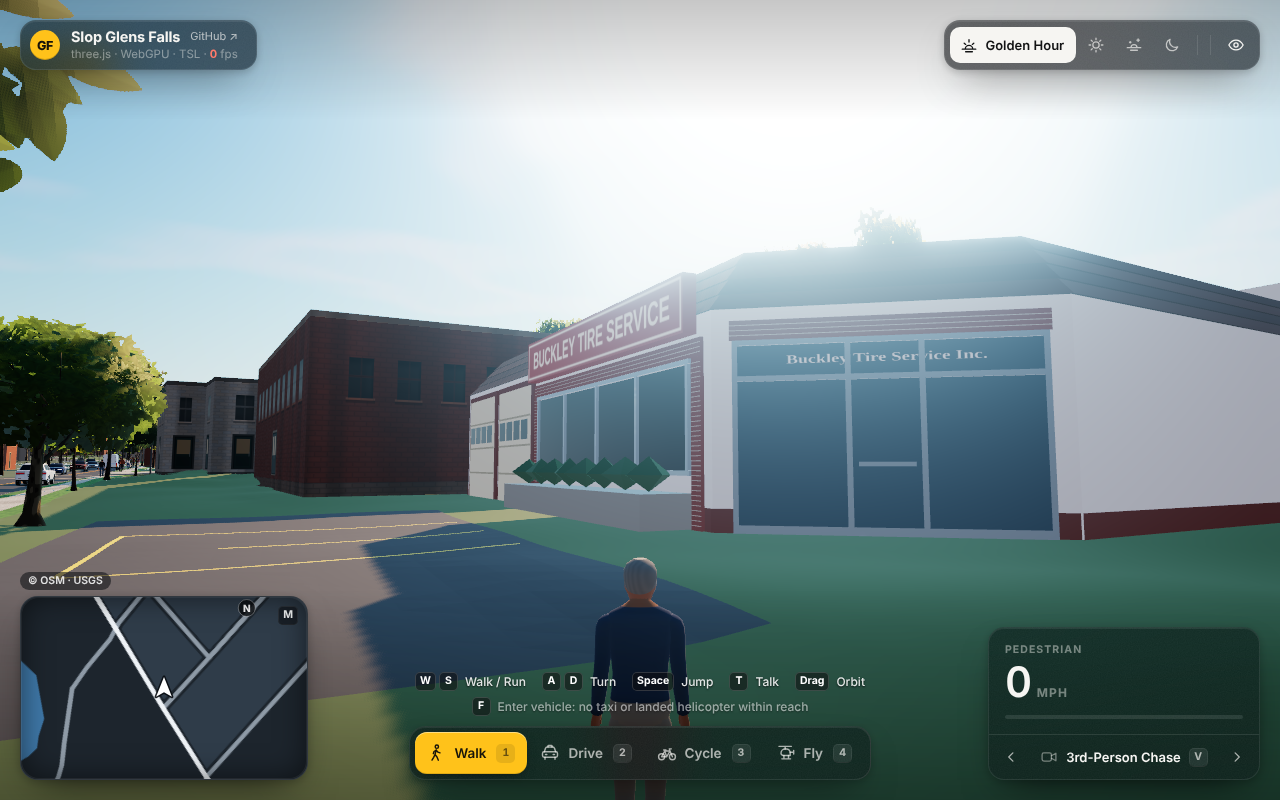 GF
Slop Glens Falls GitHub ↗
three.js · WebGPU · TSL · 0 fps
Golden Hour
BUCKLEY TIRE SERVICE
Buckley Tire Service Inc.
© OSM · USGS
N
M
W S Walk / Run A D Turn Space Jump T Talk Drag Orbit
F Enter vehicle: no taxi or landed helicopter within reach
Walk 1 Drive 2 Cycle 3 Fly 4
PEDESTRIAN
0 MPH
3rd-Person Chase V